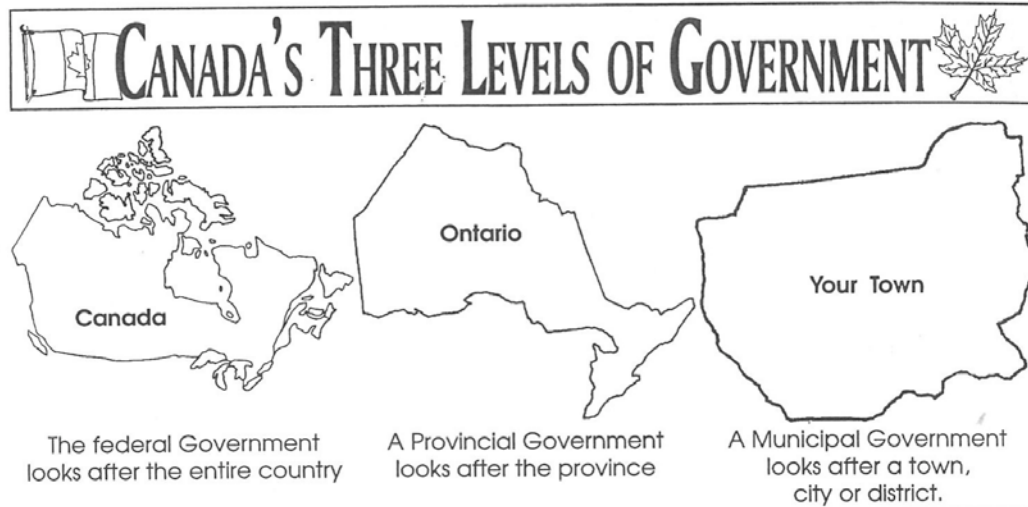 CANADA'S THREE LEVELS OF GOVERNMENT
Canada
Ontario
Your Town
The federal Government
looks after the entire country
A Provincial Government
looks after the province
A Municipal Government
looks after a town,
city or district.